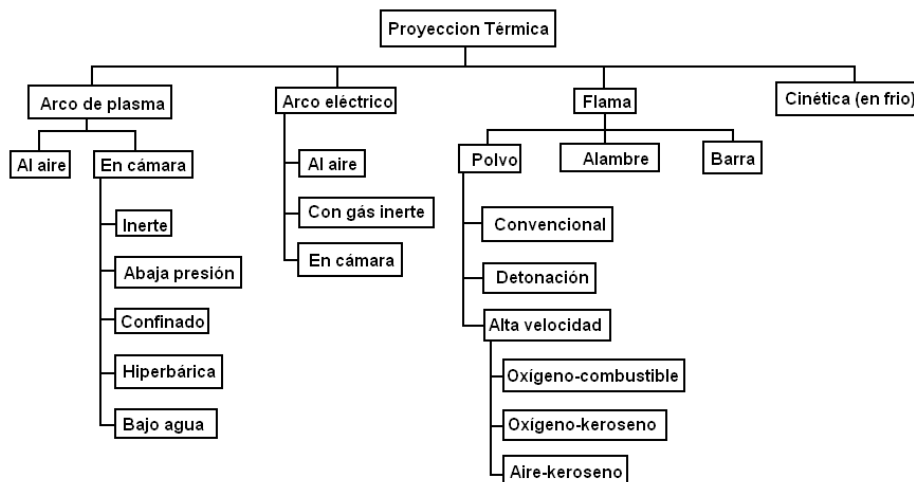 Proyeccion Térmica
Arco de plasma
Arco eléctrico
Flama
Cinética (en frio)
Al aire
En cámara
Inerte
Abaja presión
Confinado
Hiperbárica
Bajo agua
Al aire
Con gás inerte
En cámara
Polvo
Alambre
Barra
Convencional
Detonación
Alta velocidad
Oxígeno-combustible
Oxígeno-keroseno
Aire-keroseno